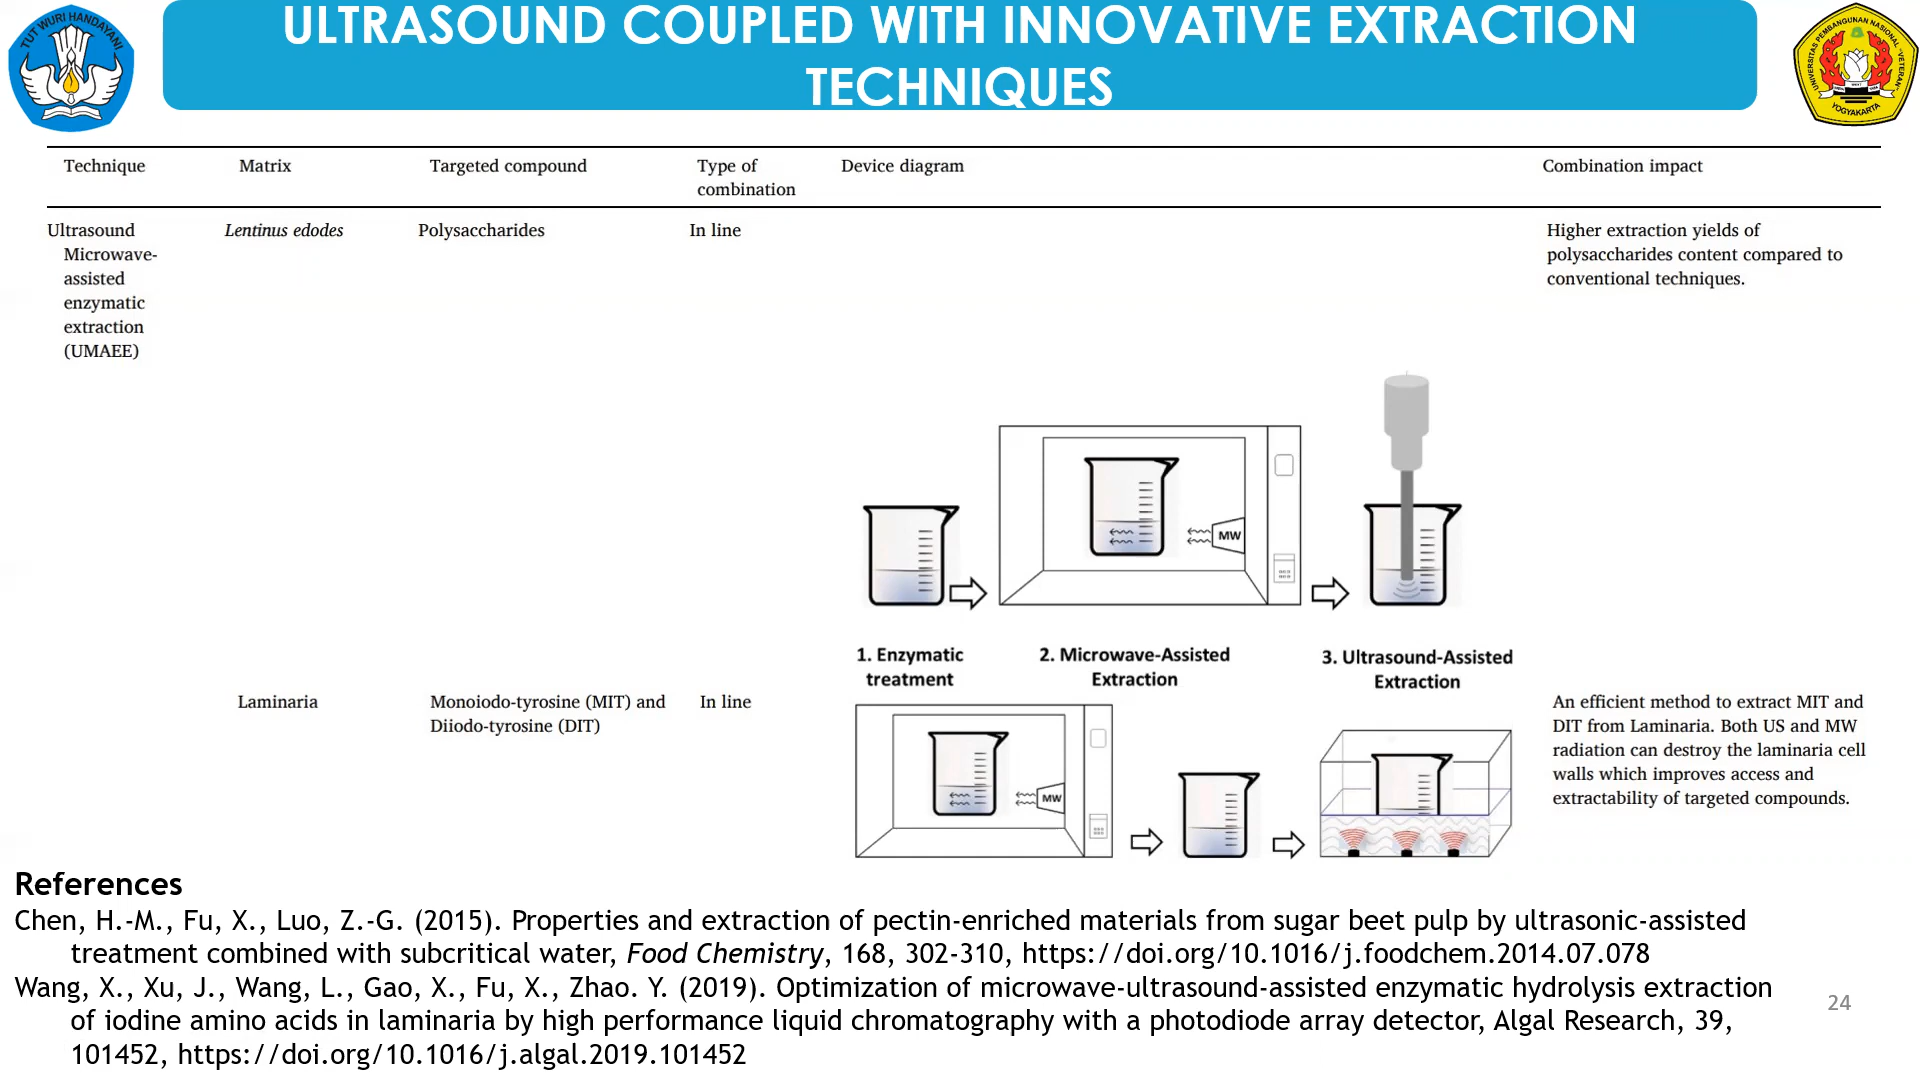 ULTRASOUND COUPLED WITH INNOVATIVE EXTRACTION
TECHNIQUES
TUT WURI HANDAYANI
UNIVERSITAS PEMBANGUNAN NASIONAL "VETERAN"
YOGYAKARTA
Technique
Matrix
Targeted compound
Type of
combination
Device diagram
Combination impact
Ultrasound
Microwave-
assisted
enzymatic
extraction
(UMAEE)
Lentinus edodes
Polysaccharides
In line
Higher extraction yields of
polysaccharides content compared to
conventional techniques.
MW
1. Enzymatic
treatment
2. Microwave-Assisted
Extraction
3. Ultrasound-Assisted
Extraction
Laminaria
Monoiodo-tyrosine (MIT) and
Diiodo-tyrosine (DIT)
In line
MW
An efficient method to extract MIT and
DIT from Laminaria. Both US and MW
radiation can destroy the laminaria cell
walls which improves access and
extractability of targeted compounds.
References
Chen, H.-M., Fu, X., Luo, Z.-G. (2015). Properties and extraction of pectin-enriched materials from sugar beet pulp by ultrasonic-assisted
treatment combined with subcritical water, Food Chemistry, 168, 302-310, https://doi.org/10.1016/j.foodchem.2014.07.078
Wang, X., Xu, J., Wang, L., Gao, X., Fu, X., Zhao. Y. (2019). Optimization of microwave-ultrasound-assisted enzymatic hydrolysis extraction
of iodine amino acids in laminaria by high performance liquid chromatography with a photodiode array detector, Algal Research, 39,
101452, https://doi.org/10.1016/j.algal.2019.101452
24